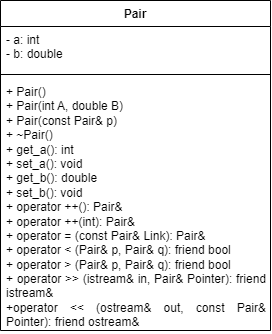 Pair
- a: int
- b: double
+ Pair()
+ Pair(int A, double B)
+ Pair(const Pair& p)
+ ~Pair()
+ get_a(): int
+ set_a(): void
+ get_b(): double
+ set_b(): void
+ operator ++(): Pair&
+ operator ++(int): Pair&
+ operator = (const Pair& Link): Pair&
+ operator < (Pair& p, Pair& q): friend bool
+ operator > (Pair& p, Pair& q): friend bool
+ operator >> (istream& in, Pair& Pointer): friend
istream&
+operator << (ostream& out, const Pair&
Pointer): friend ostream&